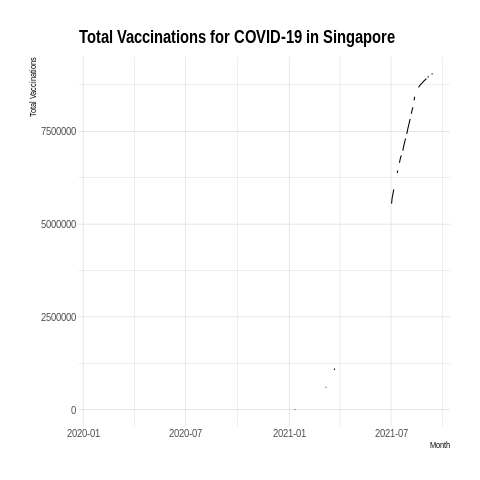 Total Vaccinations for COVID-19 in Singapore
Total Vaccinations
7500000
5000000
2500000
0
2020-01
2020-07
2021-01
2021-07
Month